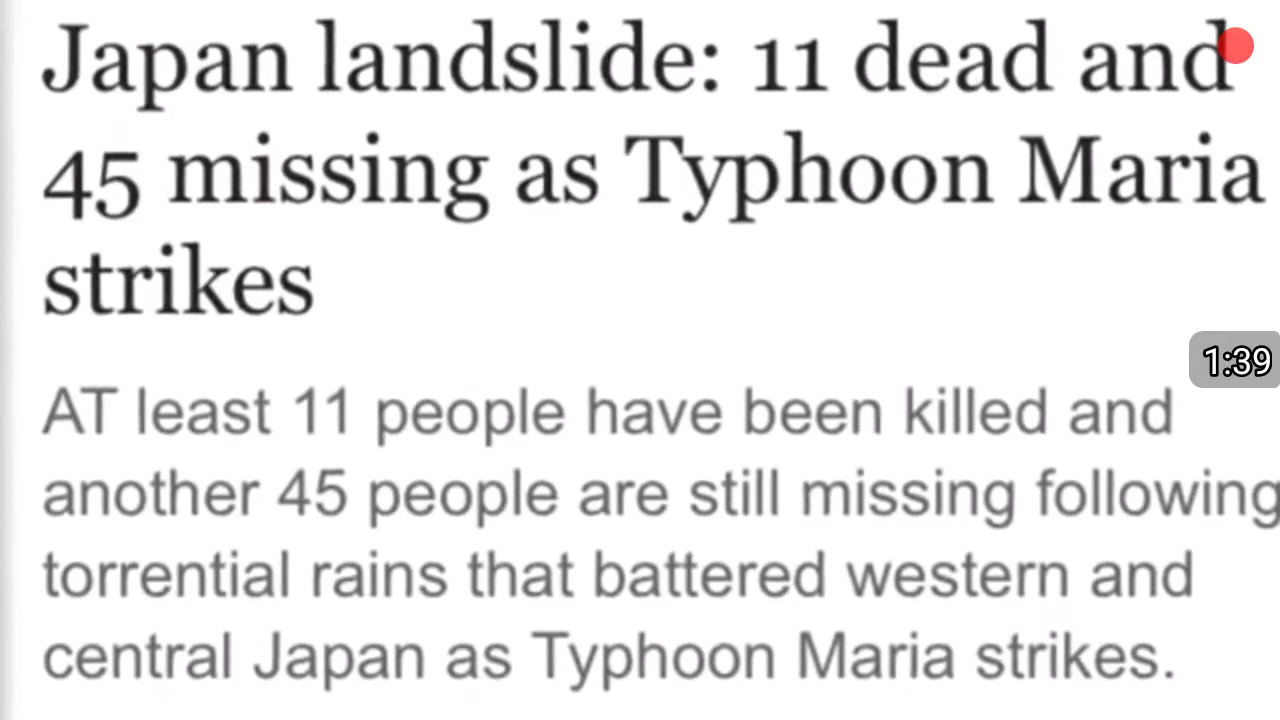 Japan landslide: 11 dead and
45 missing as Typhoon Maria
strikes
1:39
AT least 11 people have been killed and
another 45 people are still missing following
torrential rains that battered western and
central Japan as Typhoon Maria strikes.